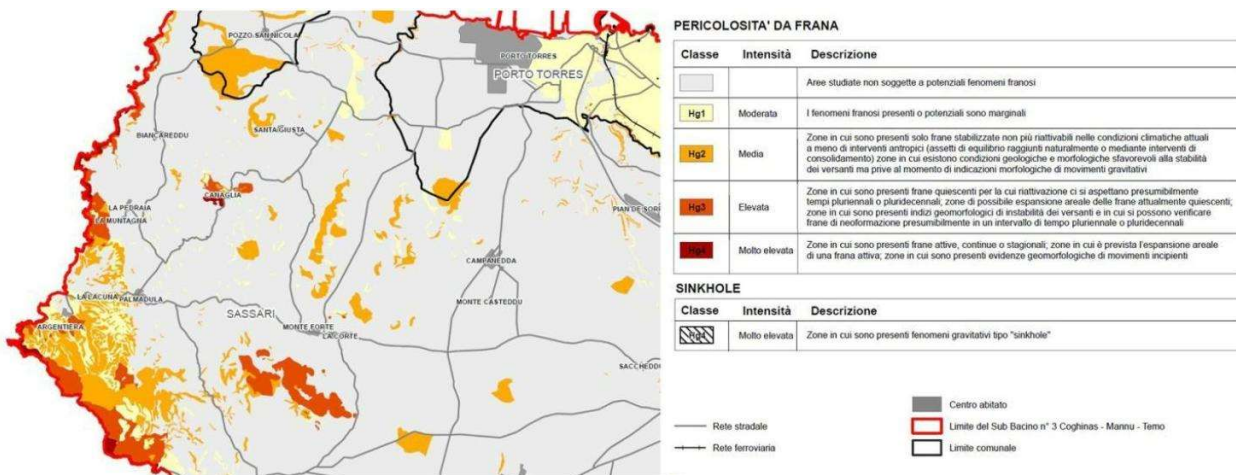 POZZO SAN NICOLA
PORTO TORRES
PORTO TORRES
BIANCAREDDU
SANTA GIUSTA
CANAGLIA
LA PEDRAIA
LA MUNTAGNA
PIAN DE SOR
CAMPANEDDA
LA LACUNA
PALMADULA
MONTE CASTEDDU
SASSARI
ARGENTIERA
MONTE FORTE
LA CORTE
SACCHEDDU
PERICOLOSITA' DA FRANA
Classe Intensità Descrizione
Aree studiate non soggette a potenziali fenomeni franosi
Hg1 Moderata I fenomeni franosi presenti o potenziali sono marginali
Zone in cui sono presenti solo frane stabilizzate non più riattivabili nelle condizioni climatiche attuali
Hg2 Media a meno di interventi antropici (assetti di equilibrio raggiunti naturalmente o mediante interventi di
consolidamento) zone in cui esistono condizioni geologiche e morfologiche sfavorevoli alla stabilità
dei versanti ma prive al momento di indicazioni morfologiche di movimenti gravitativi
Zone in cui sono presenti frane quiescenti per la cui riattivazione ci si aspettano presumibilmente
Hg3 Elevata tempi pluriennali o pluridecennali; zone di possibile espansione areale delle frane attualmente quiescenti;
zone in cui sono presenti indizi geomorfologici di instabilità dei versanti e in cui si possono verificare
frane di neoformazione presumibilmente in un intervallo di tempo pluriennale o pluridecennali
Hg4 Molto elevata Zone in cui sono presenti frane attive, continue o stagionali; zone in cui è prevista l'espansione areale
di una frana attiva; zone in cui sono presenti evidenze geomorfologiche di movimenti incipienti
SINKHOLE
Classe Intensità Descrizione
Hg4 Molto elevata Zone in cui sono presenti fenomeni gravitativi tipo "sinkhole"
Centro abitato
Rete stradale Limite del Sub Bacino n° 3 Coghinas - Mannu - Temo
Rete ferroviaria Limite comunale